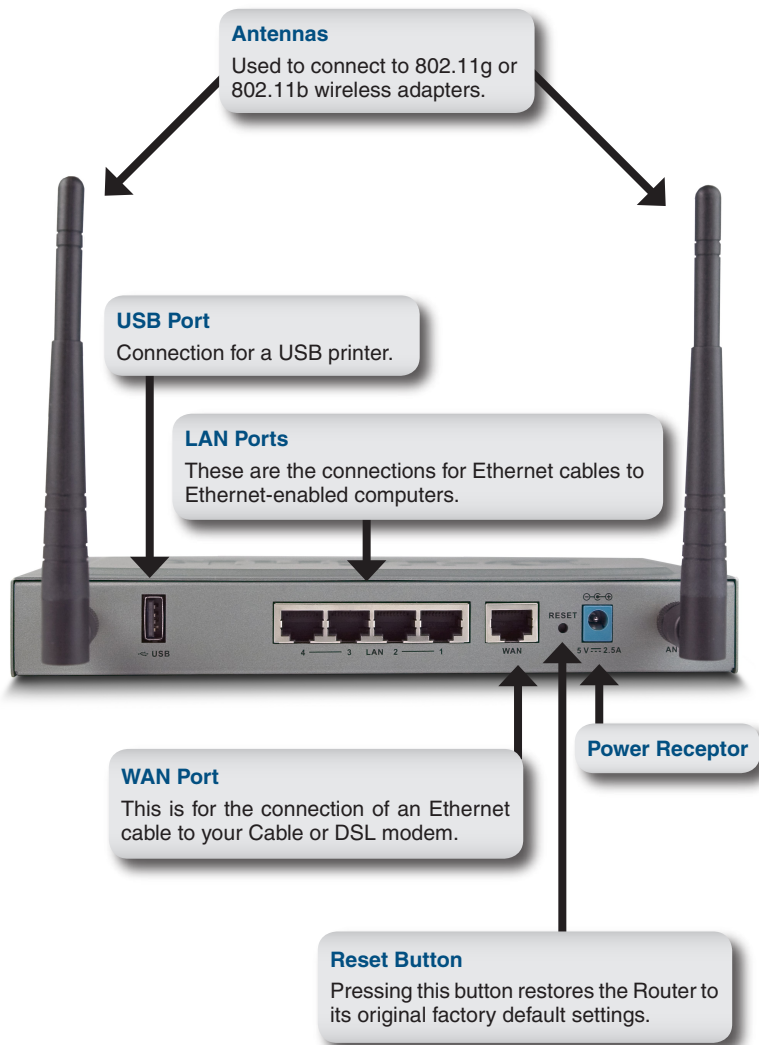 Antennas
Used to connect to 802.11g or
802.11b wireless adapters.
USB Port
Connection for a USB printer.
LAN Ports
These are the connections for Ethernet cables to
Ethernet-enabled computers.
USB
4 3 LAN 2 1
WAN
RESET
5V 2.5A
AN
Power Receptor
WAN Port
This is for the connection of an Ethernet
cable to your Cable or DSL modem.
Reset Button
Pressing this button restores the Router to
its original factory default settings.